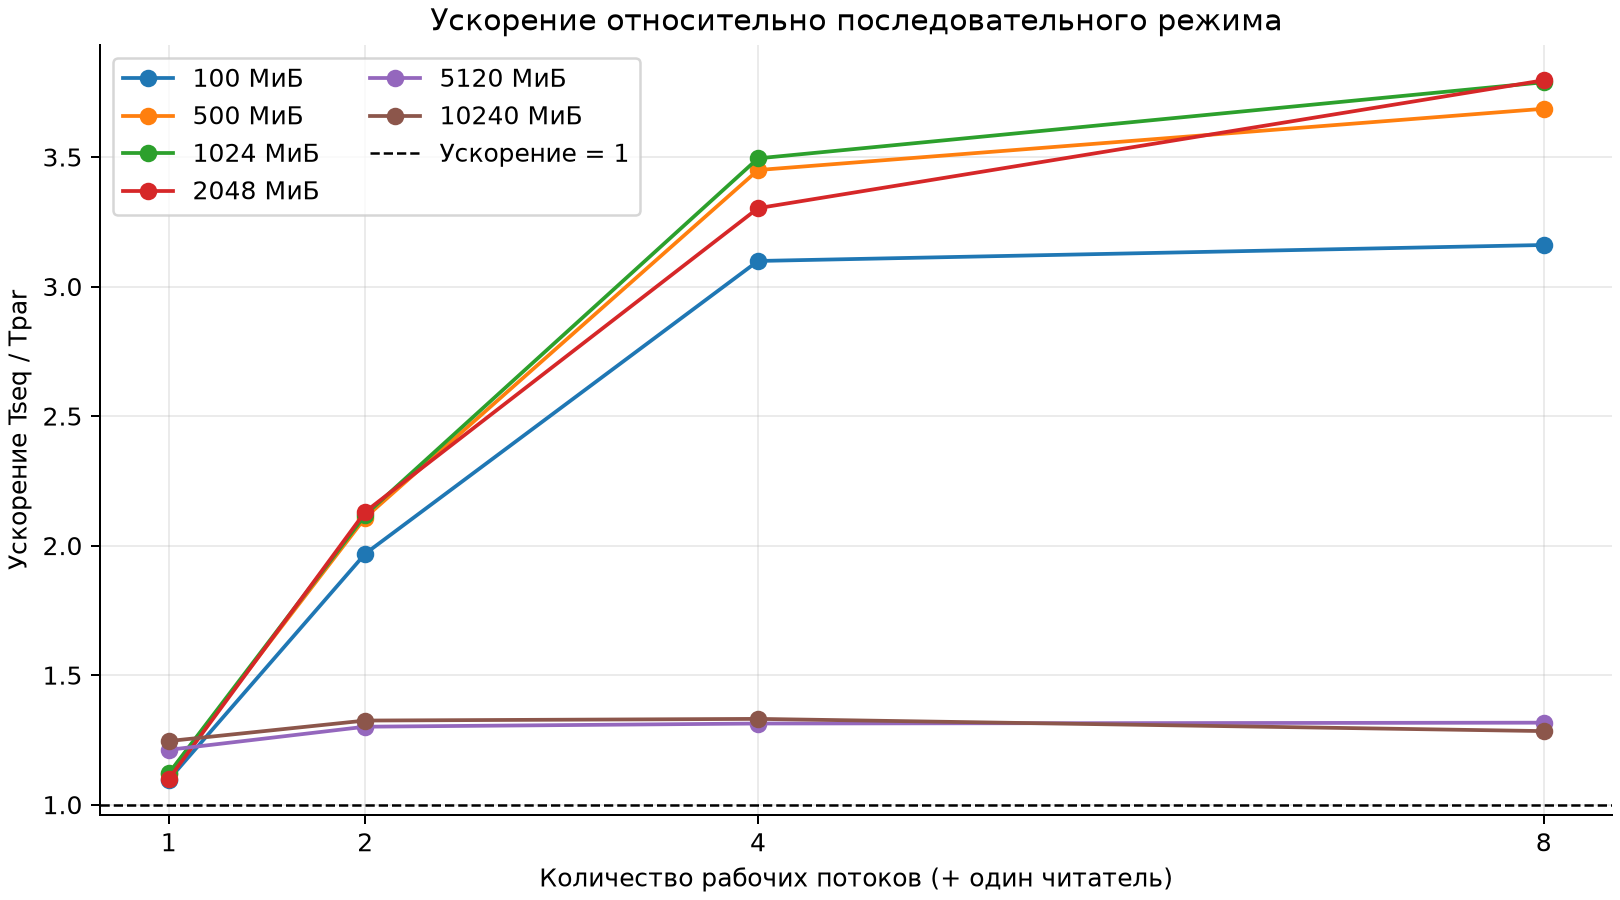 Ускорение относительно последовательного режима
100 МиБ
500 МиБ
1024 МиБ
2048 МиБ
5120 МиБ
10240 МиБ
Ускорение = 1
Ускорение Tseq / Tpar
3.5
3.0
2.5
2.0
1.5
1.0
1 2 4 8
Количество рабочих потоков (+ один читатель)